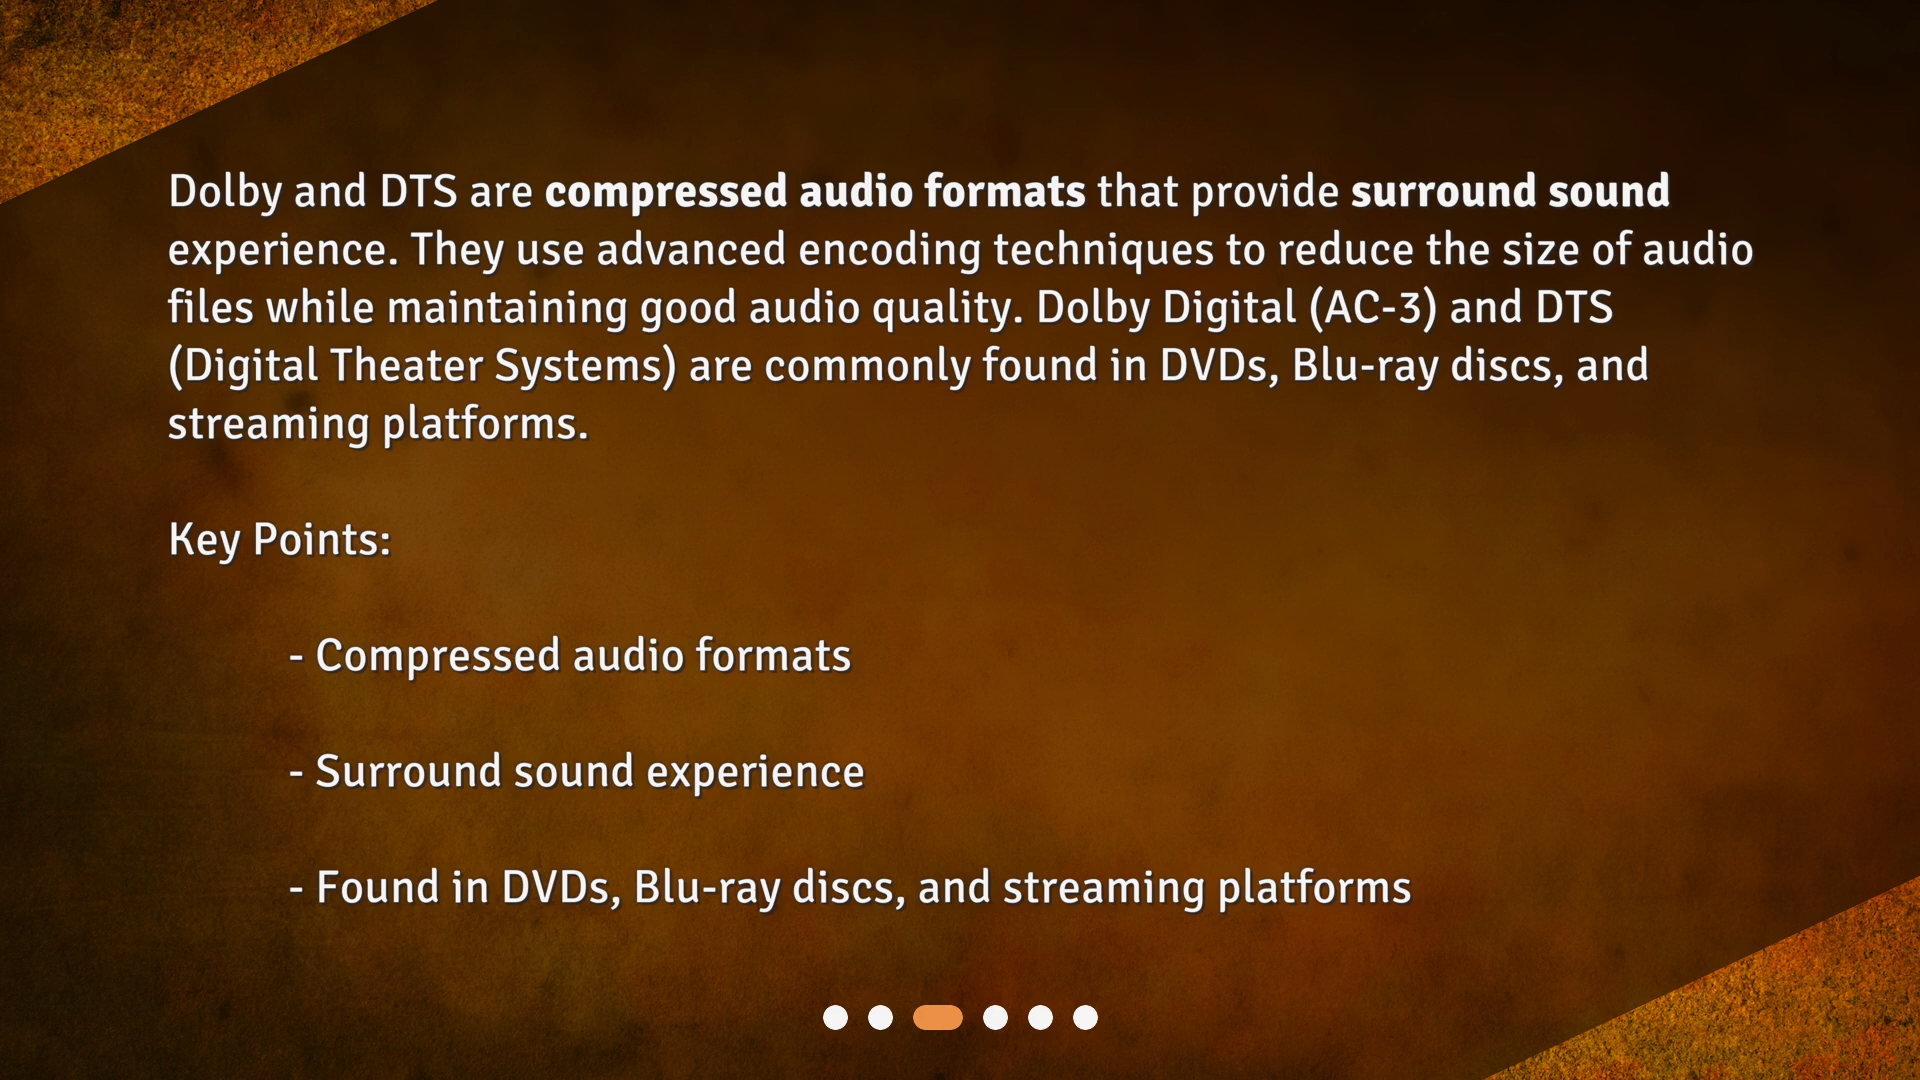 Dolby and DTS are compressed audio formats that provide surround sound
experience. They use advanced encoding techniques to reduce the size of audio
files while maintaining good audio quality. Dolby Digital (AC-3) and DTS
(Digital Theater Systems) are commonly found in DVDs, Blu-ray discs, and
streaming platforms.
Key Points:
- Compressed audio formats
- Surround sound experience
- Found in DVDs, Blu-ray discs, and streaming platforms